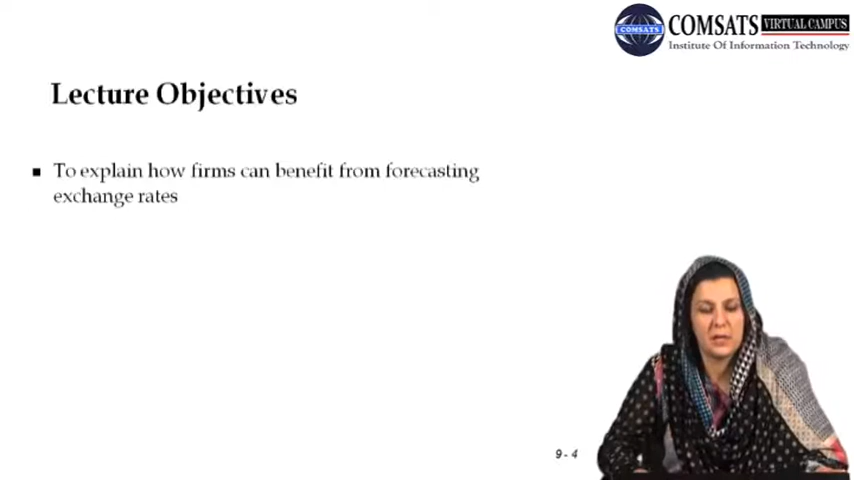 COMSATS VIRTUAL CAMPUS
COMSATS
Institute Of Information Technology
Lecture Objectives
To explain how firms can benefit from forecasting
exchange rates
9 - 4